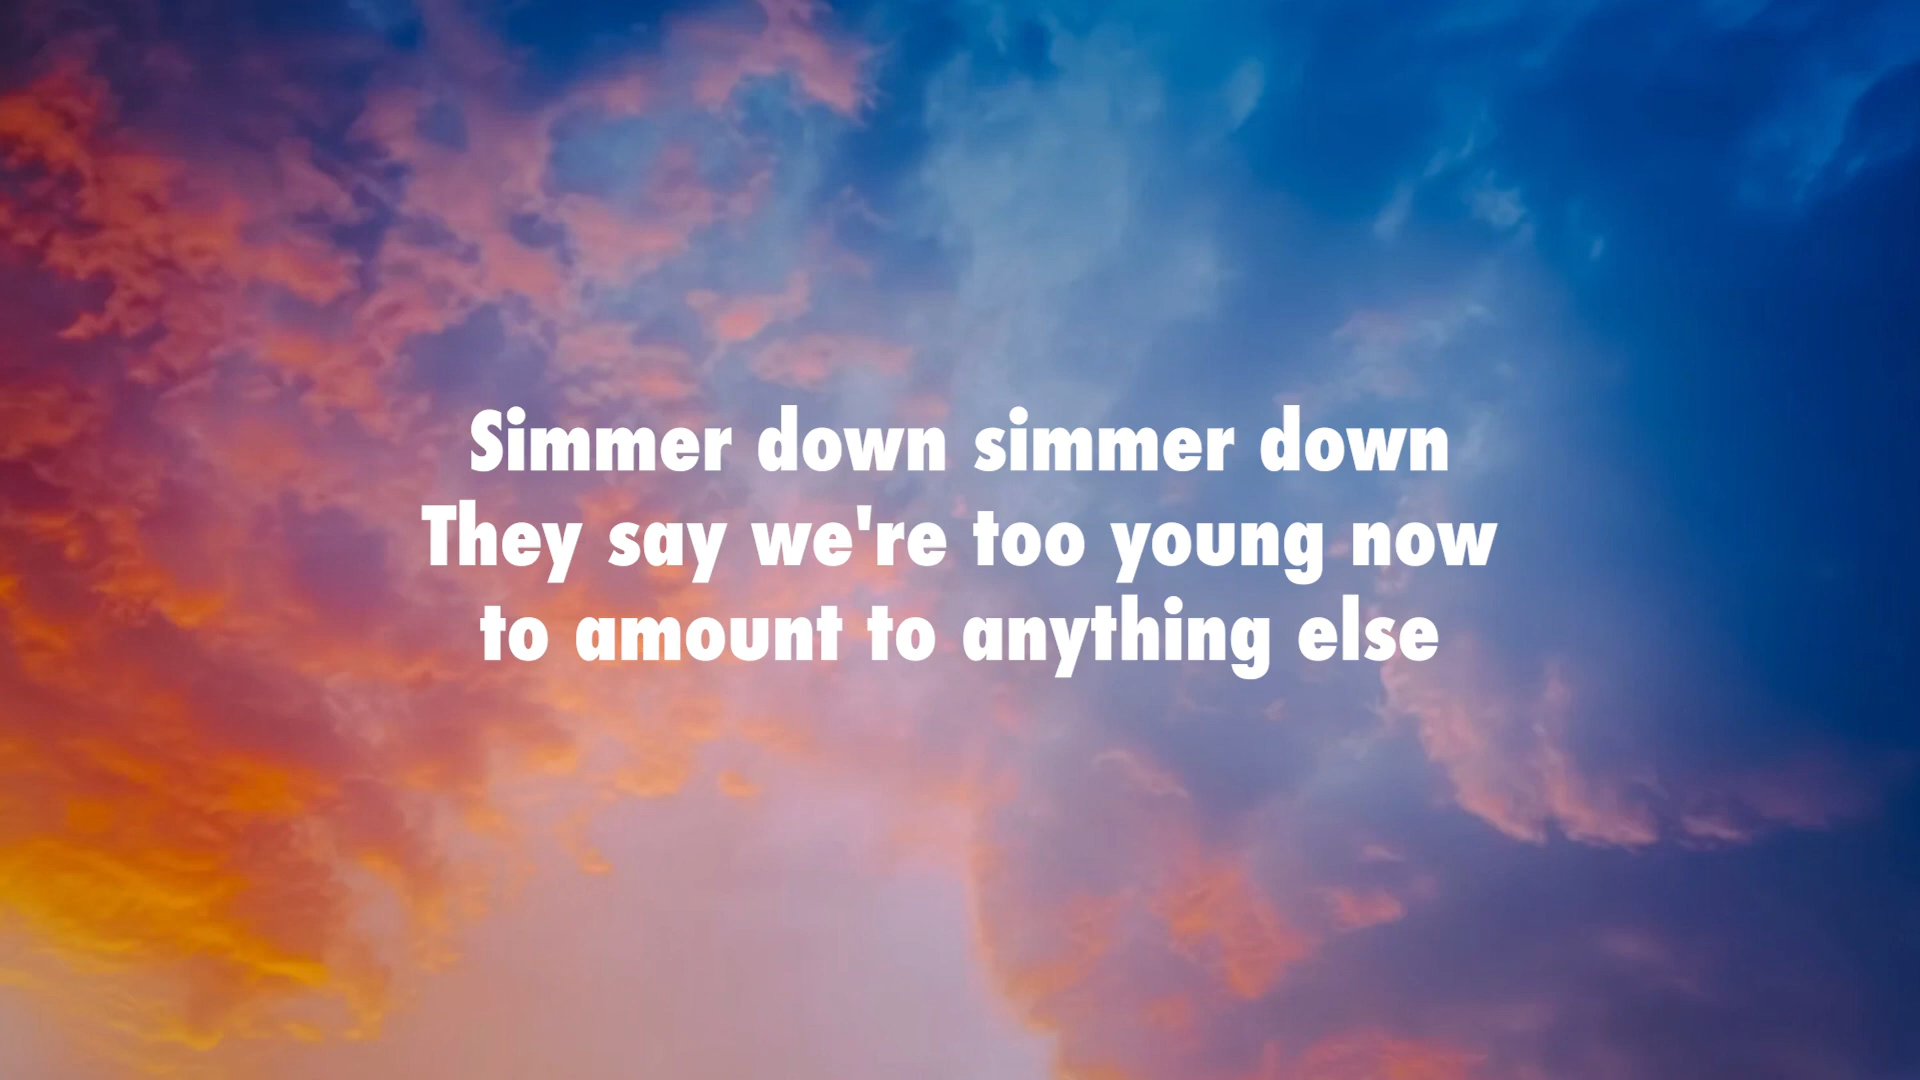 Simmer down simmer down
They say we're too young now
to amount to anything else